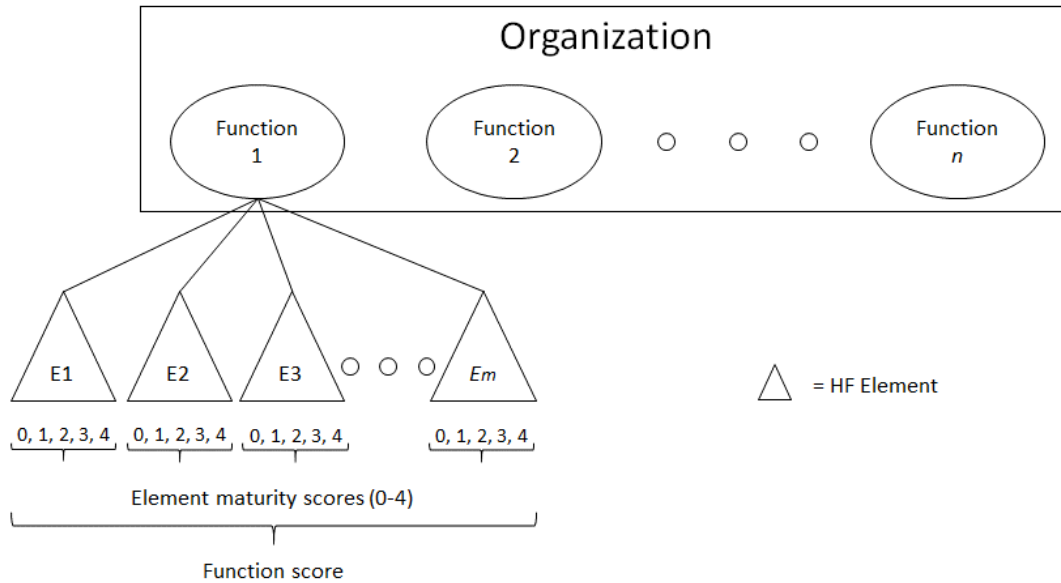 Organization
Function
1
Function
2
Function
n
E1
E2
E3
Em
= HF Element
0, 1, 2, 3, 4
0, 1, 2, 3, 4
0, 1, 2, 3, 4
0, 1, 2, 3, 4
Element maturity scores (0-4)
Function score